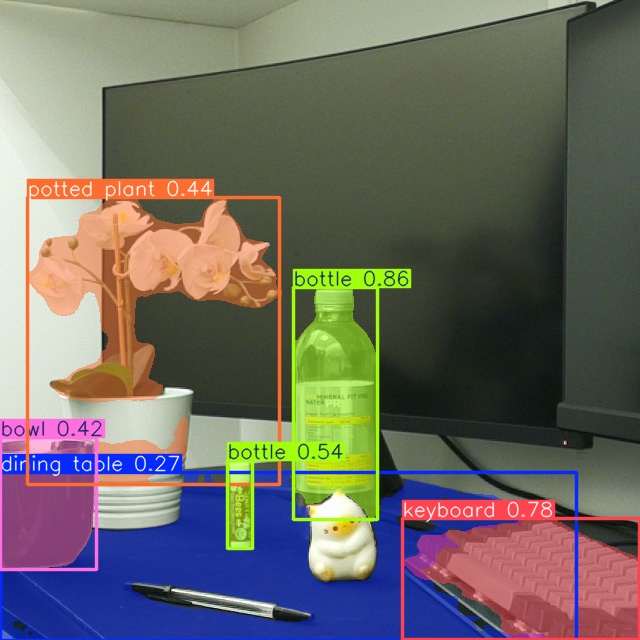 potted plant 0.44
bottle 0.86
MINERAL FIT
WATER
bowl 0.42
bottle 0.54
dining table 0.27
Bees
keyboard 0.78